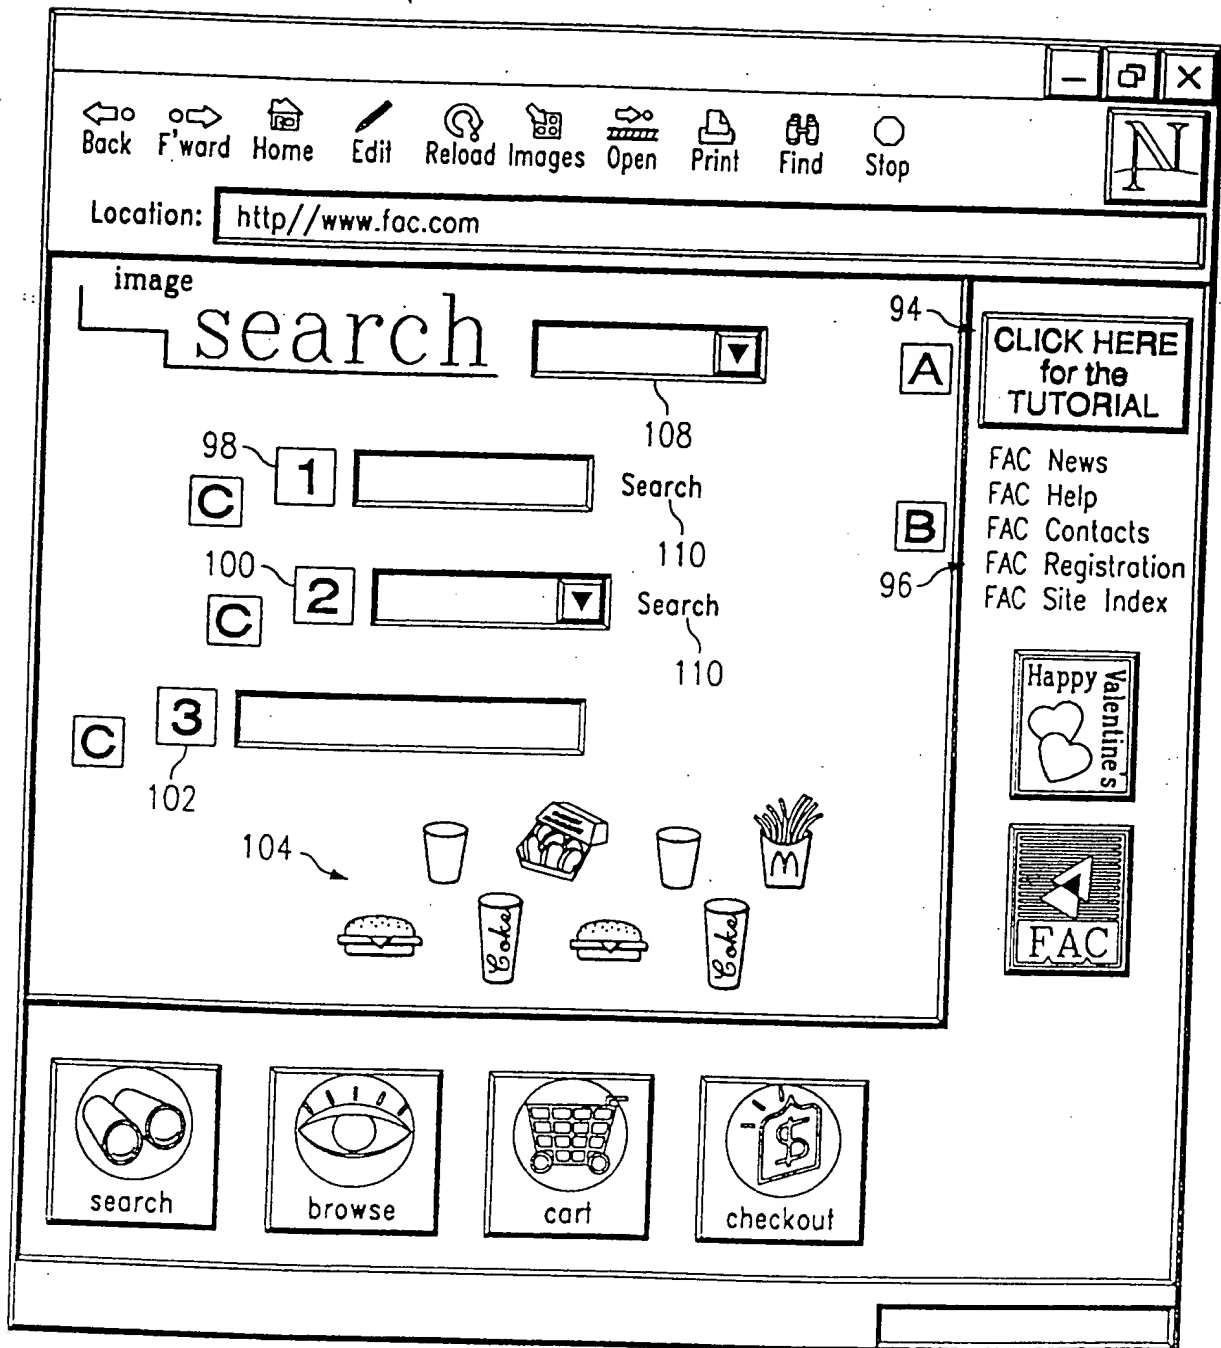 Back F'ward Home Edit Reload Images Open Print Find Stop
N
Location: http//www.fac.com
image
search
108
98
1
Search
110
C
100
2
Search
110
C
3
C
102
104
M
Coke
Coke
94
A
CLICK HERE
for the
TUTORIAL
FAC News
FAC Help
B
FAC Contacts
FAC Registration
96
FAC Site Index
Happy
Valentine's
FAC
search
browse
cart
$
checkout